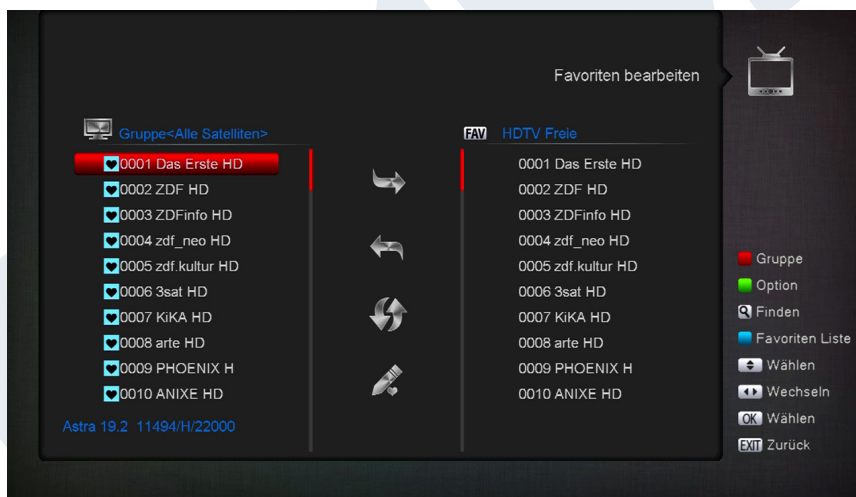 Favoriten bearbeiten
Gruppe<Alle Satelliten>
0001 Das Erste HD
0002 ZDF HD
0003 ZDFinfo HD
0004 zdf_neo HD
0005 zdf.kultur HD
0006 3sat HD
0007 KiKA HD
0008 arte HD
0009 PHOENIX H
0010 ANIXE HD
Astra 19.2 11494/H/22000
FAV HDTV Freie
0001 Das Erste HD
0002 ZDF HD
0003 ZDFinfo HD
0004 zdf_neo HD
0005 zdf.kultur HD
0006 3sat HD
0007 KiKA HD
0008 arte HD
0009 PHOENIX H
0010 ANIXE HD
Gruppe
Option
Finden
Favoriten Liste
Wählen
Wechseln
OK Wählen
EXIT Zurück